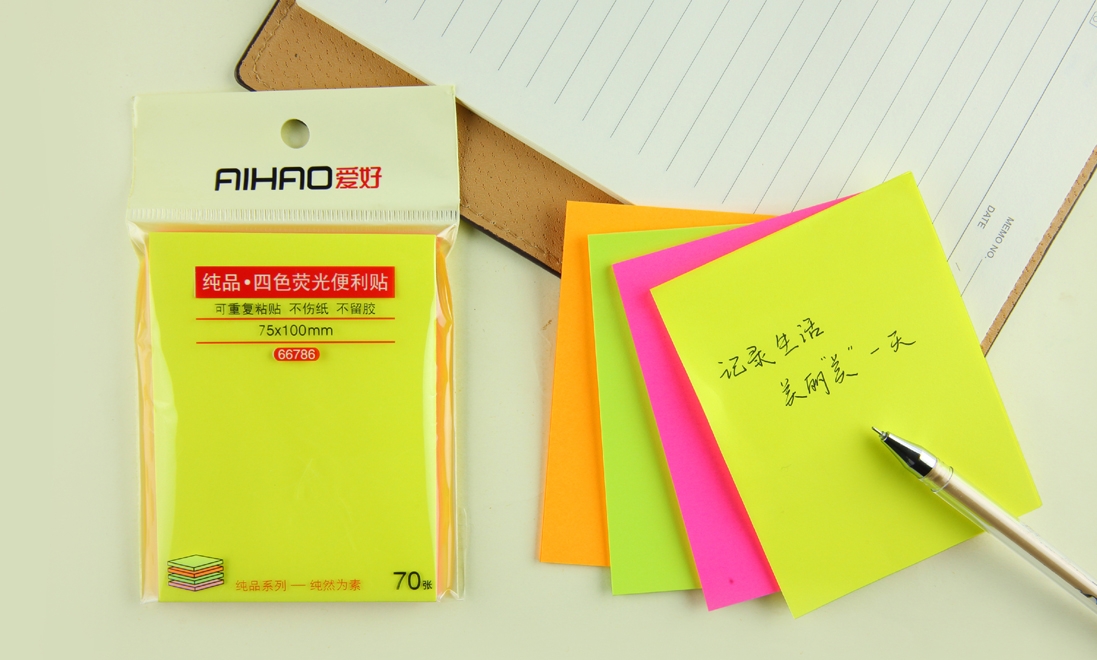 AIHAO爱好
纯品•四色荧光便利贴
可重复粘贴 不伤纸 不留胶
75x100mm
66786
纯品系列 — 纯然为素
70张
记录生活
美丽"美"一天
MEMO NO.
DATE